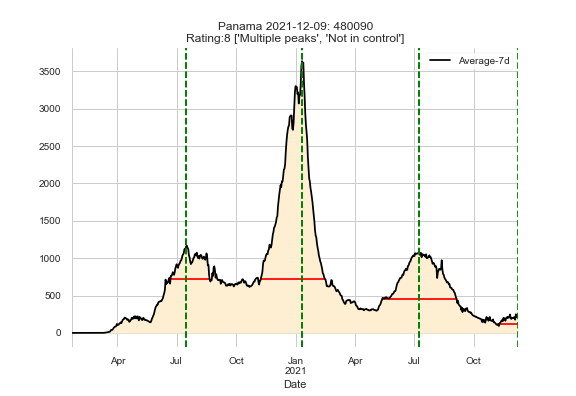 Panama 2021-12-09: 480090
Rating:8 ['Multiple peaks', 'Not in control']
Average-7d
3500
3000
2500
2000
1500
1000
500
0
Apr Jul Oct Jan Apr Jul Oct
2021
Date